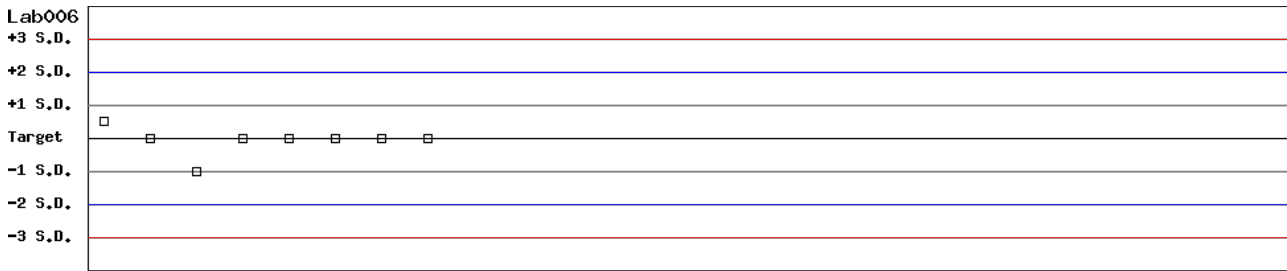 Lab006
+3 S.D.
+2 S.D.
+1 S.D.
Target
-1 S.D.
-2 S.D.
-3 S.D.